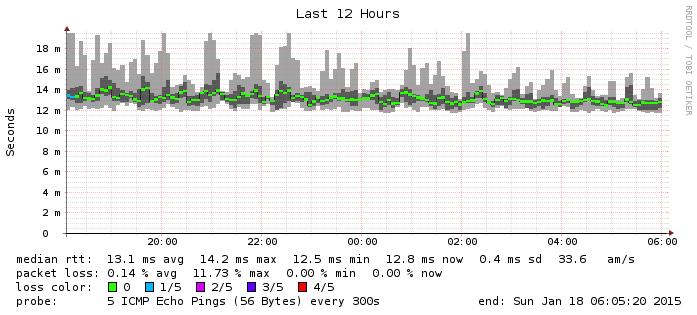 Last 12 Hours
RRDTOOL / TOBI OETIKER
Seconds
18 m
16 m
14 m
12 m
10 m
8 m
6 m
4 m
2 m
0
20:00 22:00 00:00 02:00 04:00 06:00
median rtt: 13.1 ms avg 14.2 ms max 12.5 ms min 12.8 ms now 0.4 ms sd 33.6 am/s
packet loss: 0.14 % avg 11.73 % max 0.00 % min 0.00 % now
loss color: 0 1/5 2/5 3/5 4/5
probe: 5 ICMP Echo Pings (56 Bytes) every 300s end: Sun Jan 18 06:05:20 2015